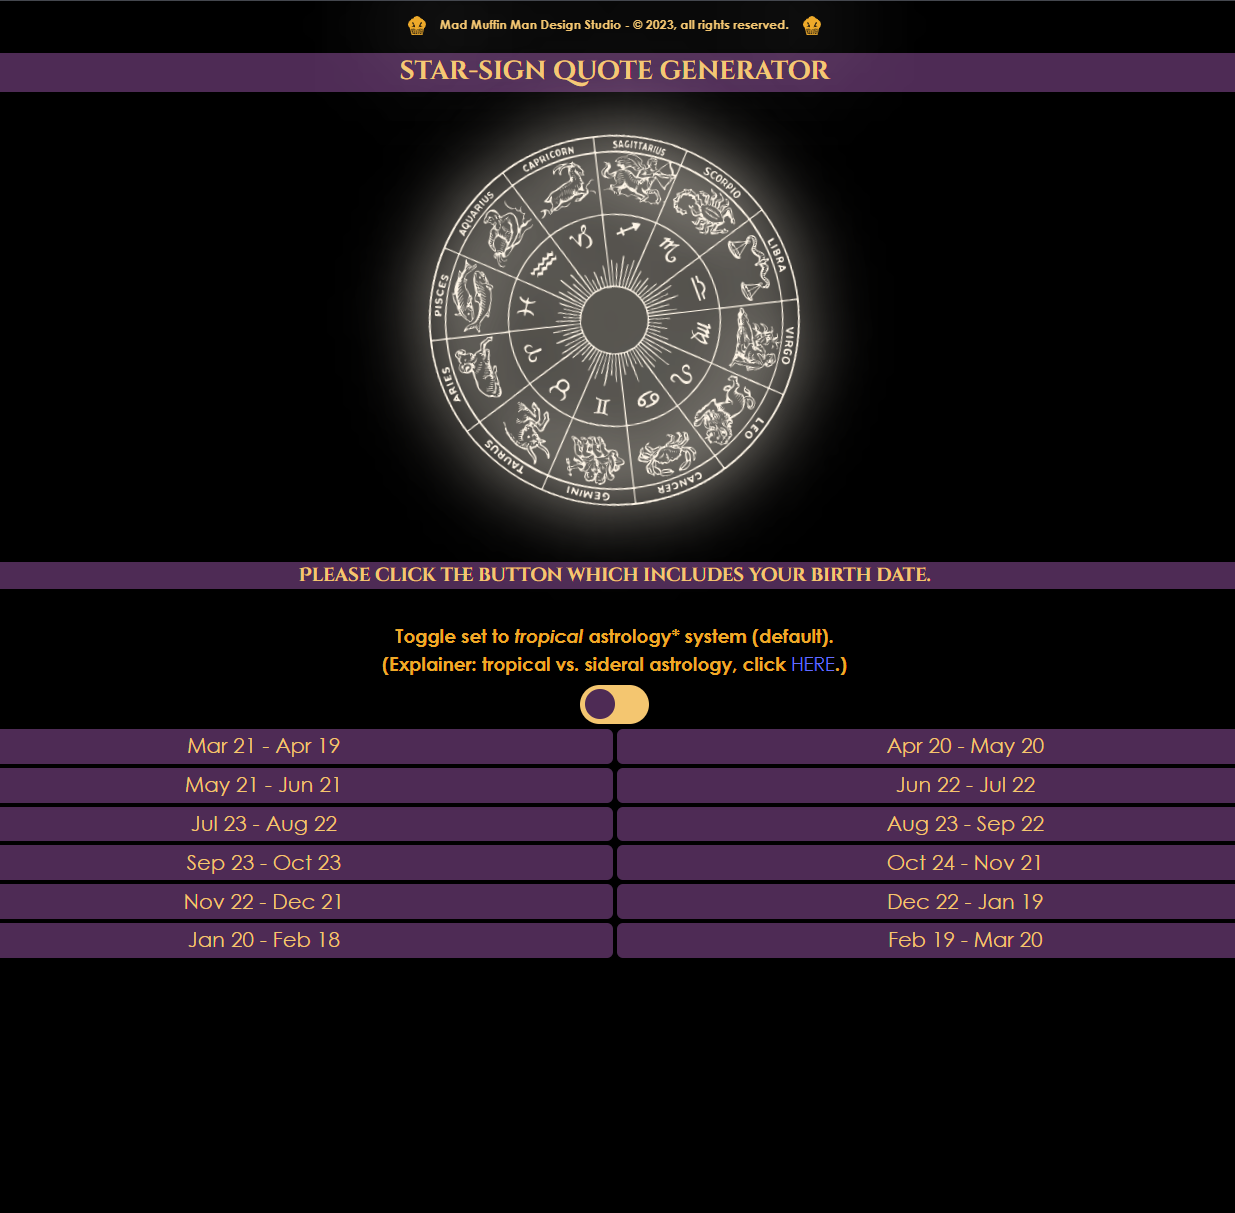 Mad Muffin Man Design Studio - © 2023, all rights reserved.
STAR-SIGN QUOTE GENERATOR
SAGITTARIUS
SCORPIO
LIBRA
VIRGO
LEO
CANCER
GEMINI
TAURUS
ARIES
PISCES
AQUARIUS
CAPRICORN
PLEASE CLICK THE BUTTON WHICH INCLUDES YOUR BIRTH DATE.
Toggle set to tropical astrology* system (default).
(Explainer: tropical vs. sideral astrology, click HERE.)
Mar 21 - Apr 19
Apr 20 - May 20
May 21 - Jun 21
Jun 22 - Jul 22
Jul 23 - Aug 22
Aug 23 - Sep 22
Sep 23 - Oct 23
Oct 24 - Nov 21
Nov 22 - Dec 21
Dec 22 - Jan 19
Jan 20 - Feb 18
Feb 19 - Mar 20